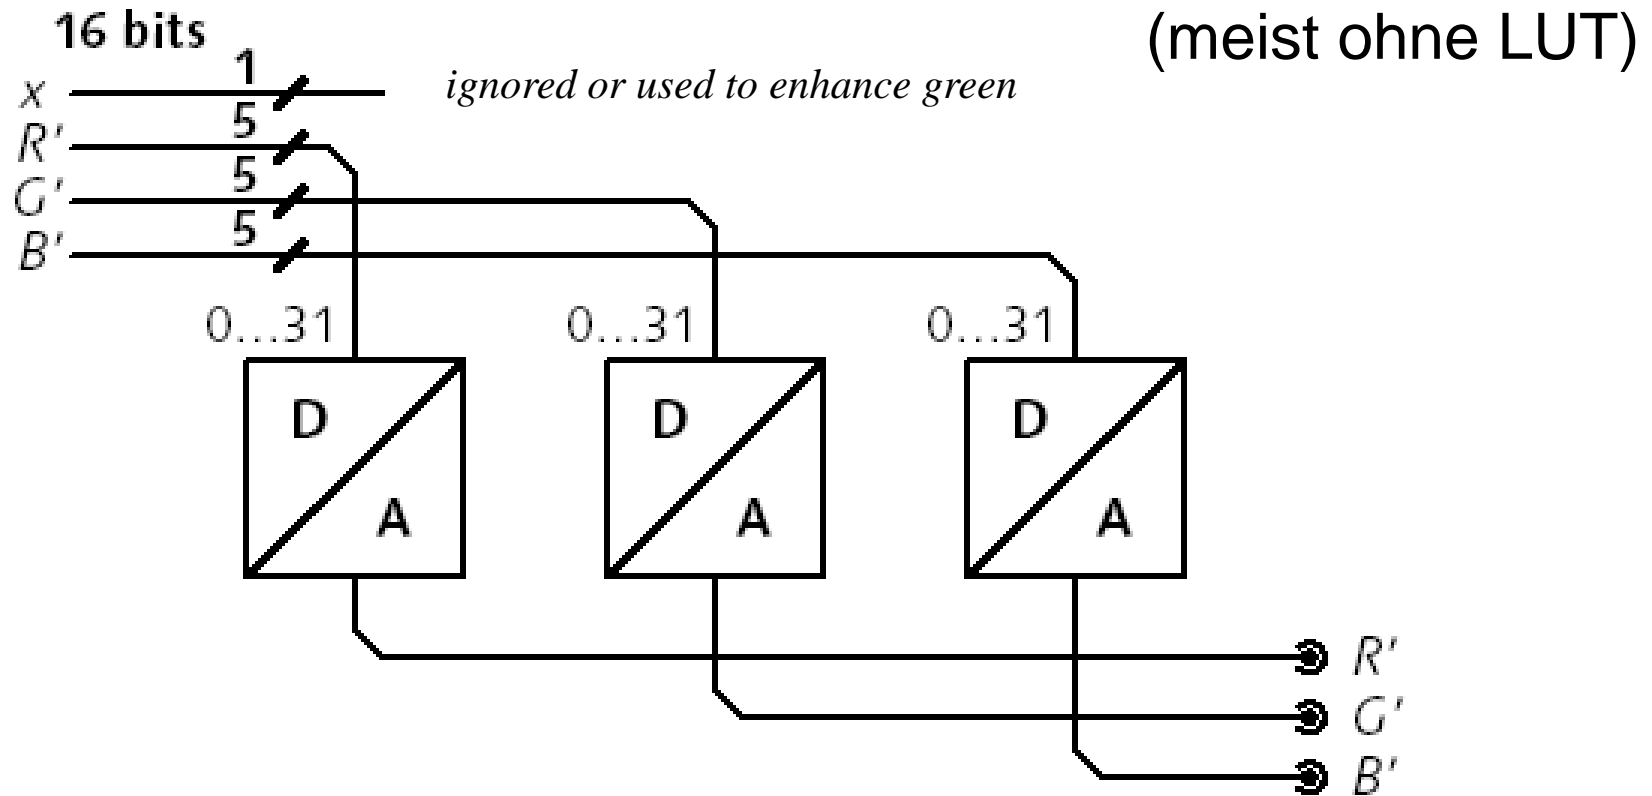 16 bits
(meist ohne LUT)
x 1 ignored or used to enhance green
R' 5
G' 5
B' 5
0...31 0...31 0...31
D D D
A A A
R'
G'
B'